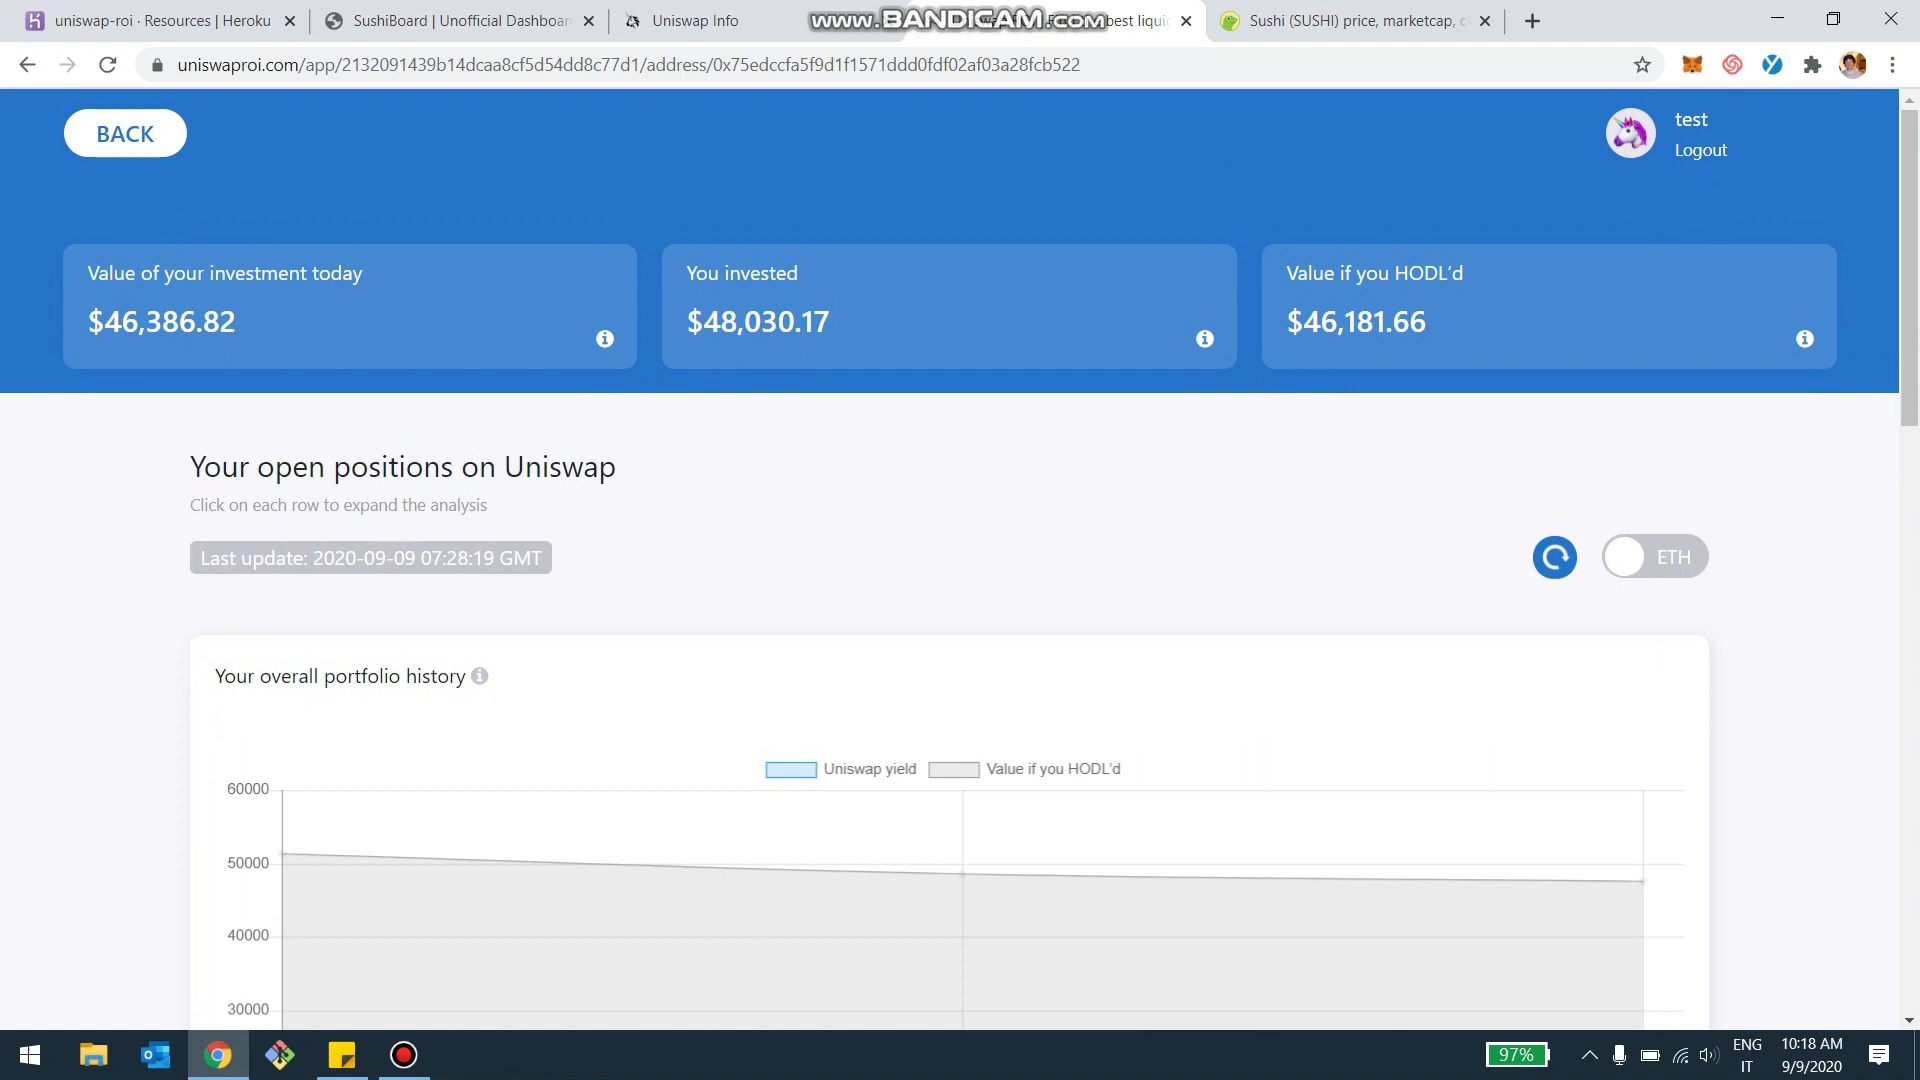 uniswap-roi · Resources | Heroku
SushiBoard | Unofficial Dashboar
Uniswap Info
www.BANDICAM.com
best liquic
Sushi (SUSHI) price, marketcap, c
uniswaproi.com/app/2132091439b14dcaa8cf5d54dd8c77d1/address/0x75edccfa5f9d1f1571ddd0fdf02af03a28fcb522
BACK
test
Logout
Value of your investment today
$46,386.82
You invested
$48,030.17
Value if you HODL’d
$46,181.66
Your open positions on Uniswap
Click on each row to expand the analysis
Last update: 2020-09-09 07:28:19 GMT
ETH
Your overall portfolio history
Uniswap yield
Value if you HODL'd
60000
50000
40000
30000
97%
ENG
IT
10:18 AM
9/9/2020